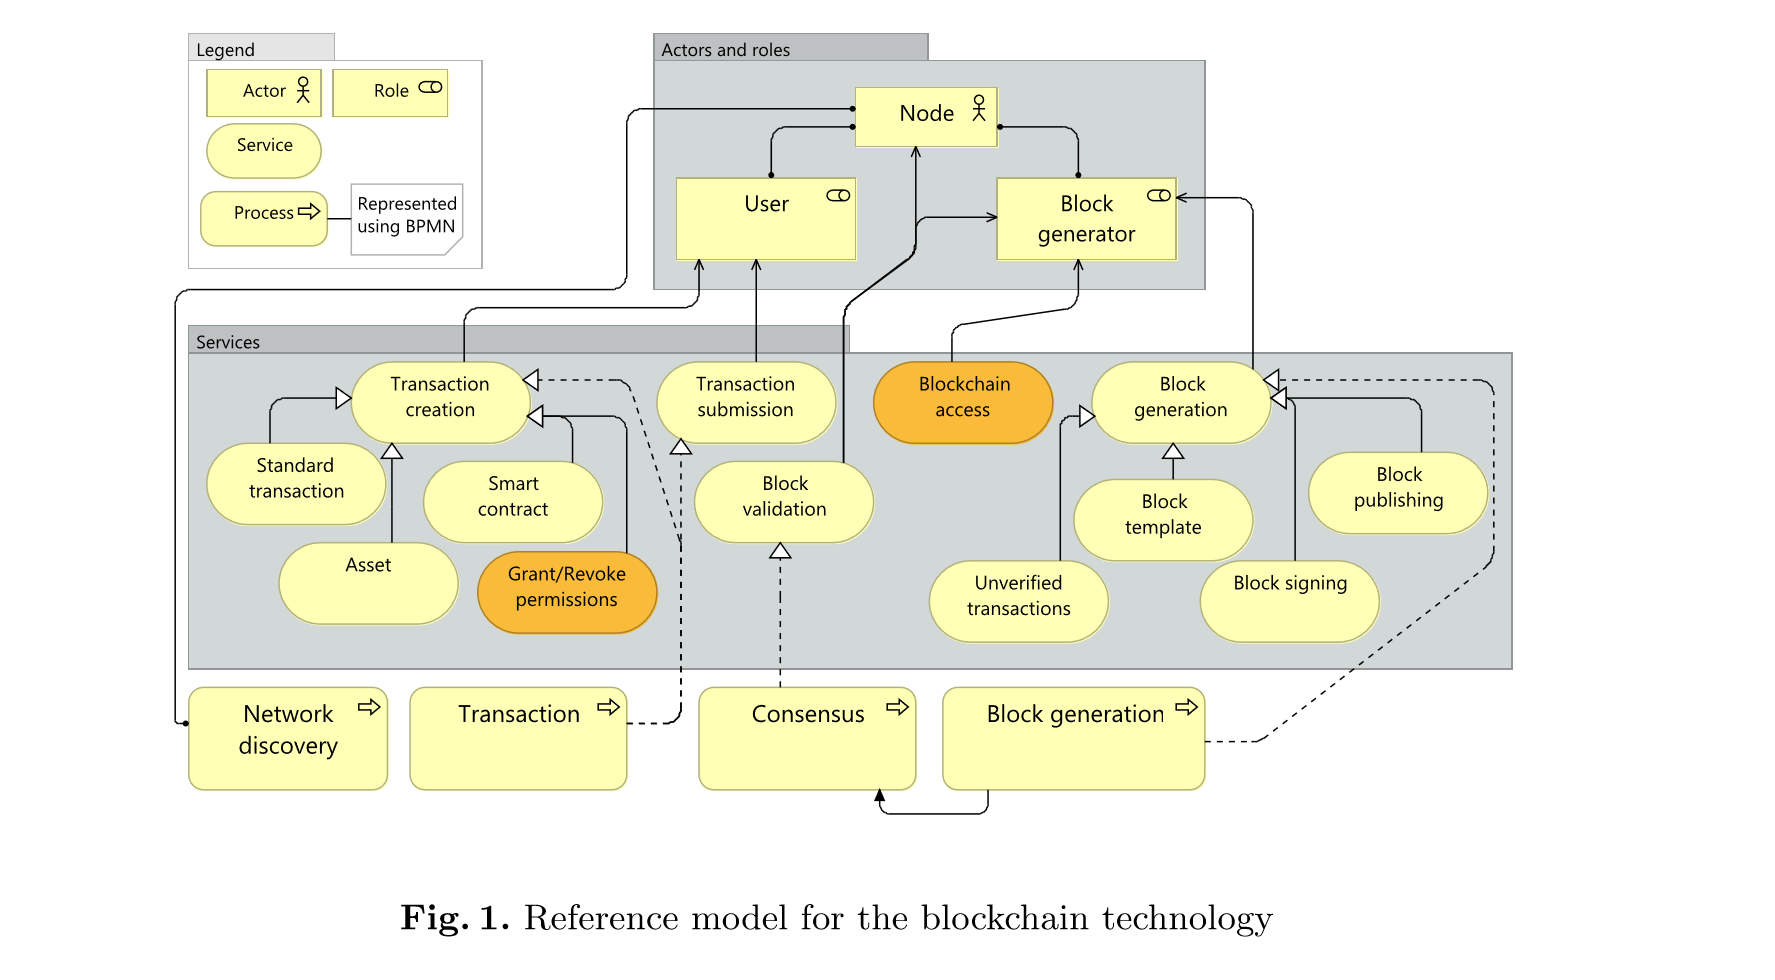 Legend
Actor
Role
Service
Process
Represented
using BPMN
Actors and roles
Node
User
Block
generator
Services
Transaction
creation
Transaction
submission
Blockchain
access
Block
generation
Standard
transaction
Smart
contract
Block
validation
Block
template
Block
publishing
Asset
Grant/Revoke
permissions
Unverified
transactions
Block signing
Network
discovery
Transaction
Consensus
Block generation
Fig. 1. Reference model for the blockchain technology